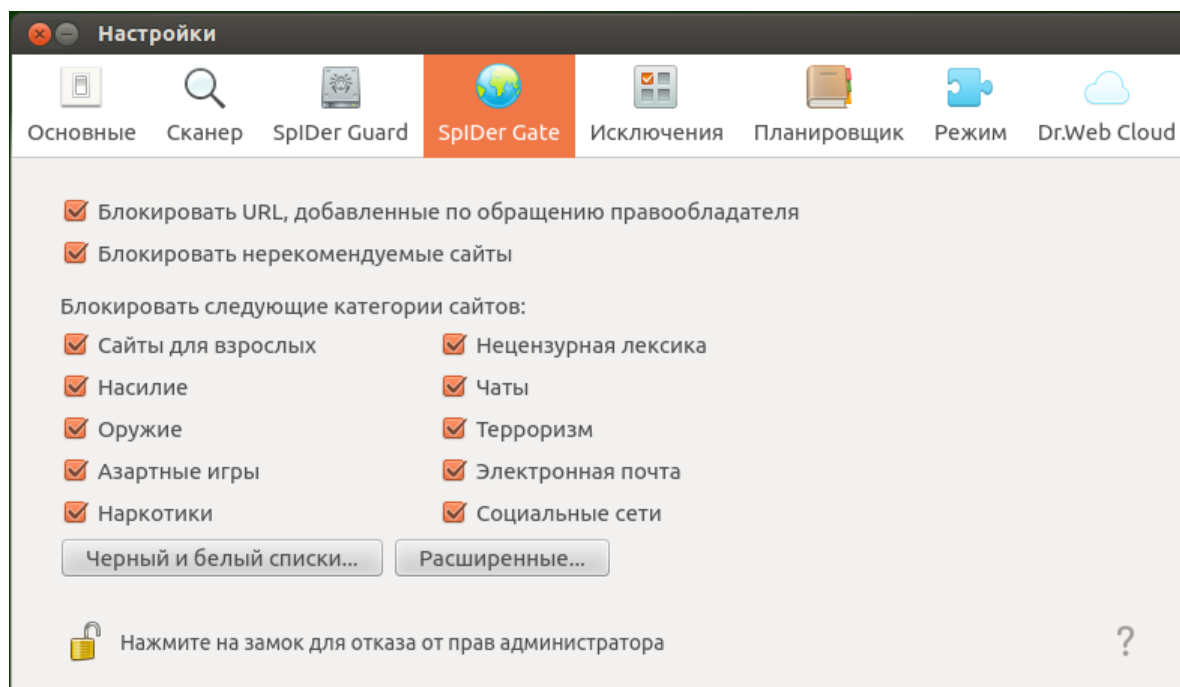 Настройки
Основные Сканер SpIDer Guard SpIDer Gate Исключения Планировщик Режим Dr.Web Cloud
Блокировать URL, добавленные по обращению правообладателя
Блокировать нерекомендуемые сайты
Блокировать следующие категории сайтов:
Сайты для взрослых Нецензурная лексика
Насилие Чаты
Оружие Терроризм
Азартные игры Электронная почта
Наркотики Социальные сети
Черный и белый списки... Расширенные...
Нажмите на замок для отказа от прав администратора ?